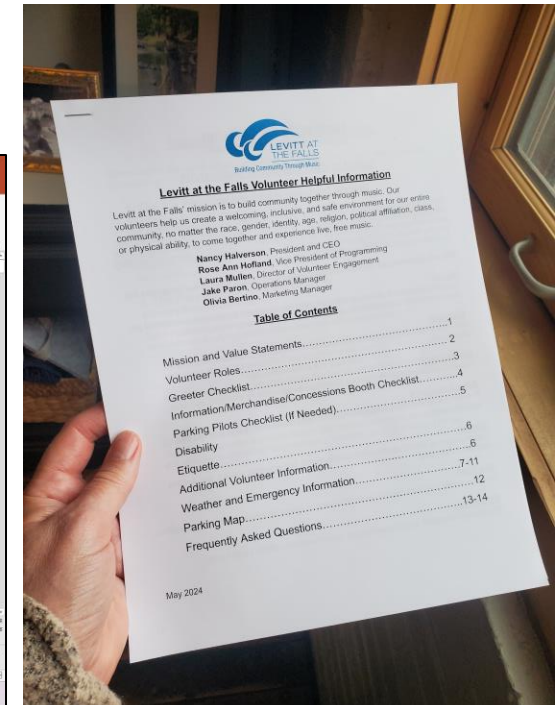 LEVITT AT
THE FALLS
Building Community Through Music
Levitt at the Falls Volunteer Helpful Information
Levitt at the Falls' mission is to build community together through music. Our
volunteers help us create a welcoming, inclusive, and safe environment for our entire
community, no matter the race, gender, identity, age, religion, political affiliation, class,
or physical ability, to come together and experience live, free music.
Nancy Halverson, President and CEO
Rose Ann Hofland, Vice President of Programming
Laura Mullen, Director of Volunteer Engagement
Jake Paron, Operations Manager
Olivia Bertino, Marketing Manager
Table of Contents
Mission and Value Statements……………………………1
Volunteer Roles……………………………………………… 2
Greeter Checklist………………………………………………3
Information/Merchandise/Concessions Booth Checklist…………4
Parking Pilots Checklist (If Needed)………………………………5
Disability
Etiquette……………………………………………………6
Additional Volunteer Information……………………………6
Weather and Emergency Information………………………7-11
Parking Map…………………………………………………12
Frequently Asked Questions………………………………13-14
May 2024